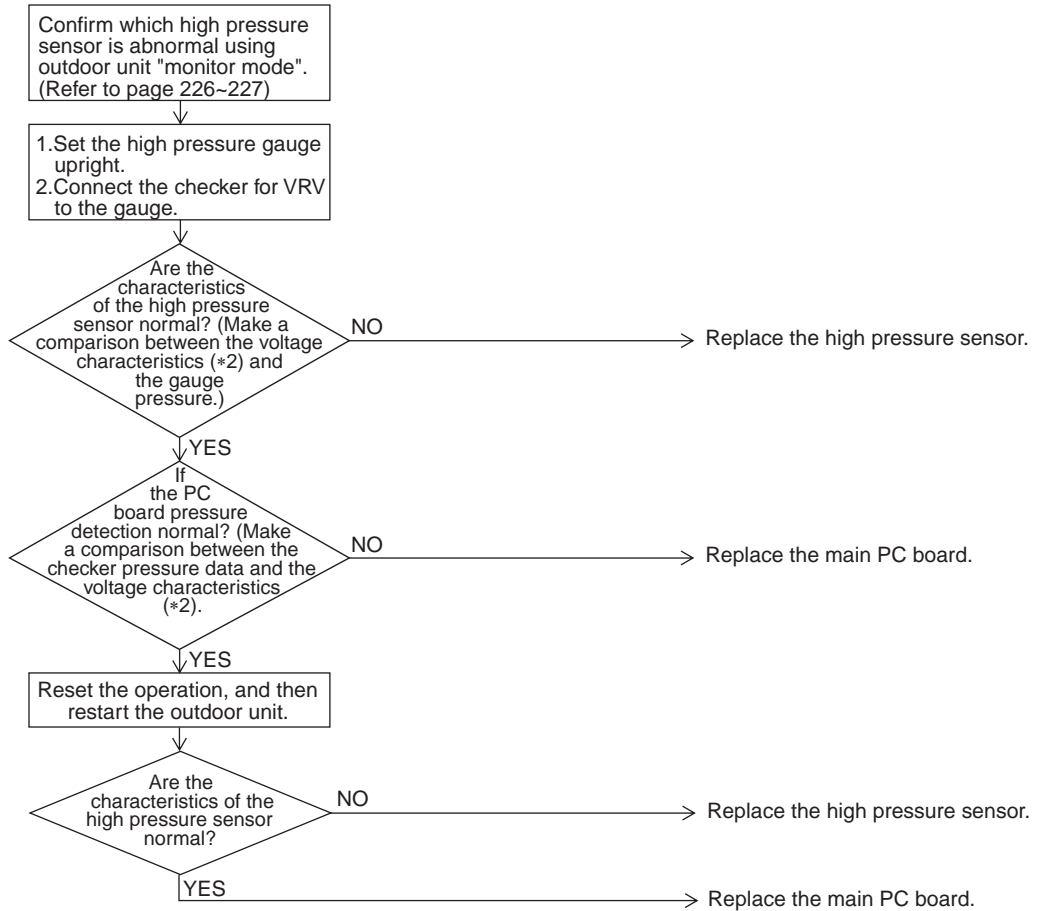 Confirm which high pressure
sensor is abnormal using
outdoor unit "monitor mode".
(Refer to page 226~227)
1.Set the high pressure gauge
upright.
2.Connect the checker for VRV
to the gauge.
Are the
characteristics
of the high pressure
sensor normal? (Make a
comparison between the voltage
characteristics (*2) and
the gauge
pressure.)
NO
Replace the high pressure sensor.
YES
If
the PC
board pressure
detection normal? (Make
a comparison between the
checker pressure data and the
voltage characteristics
(*2).
NO
Replace the main PC board.
YES
Reset the operation, and then
restart the outdoor unit.
Are the
characteristics of the
high pressure sensor
normal?
NO
Replace the high pressure sensor.
YES
Replace the main PC board.